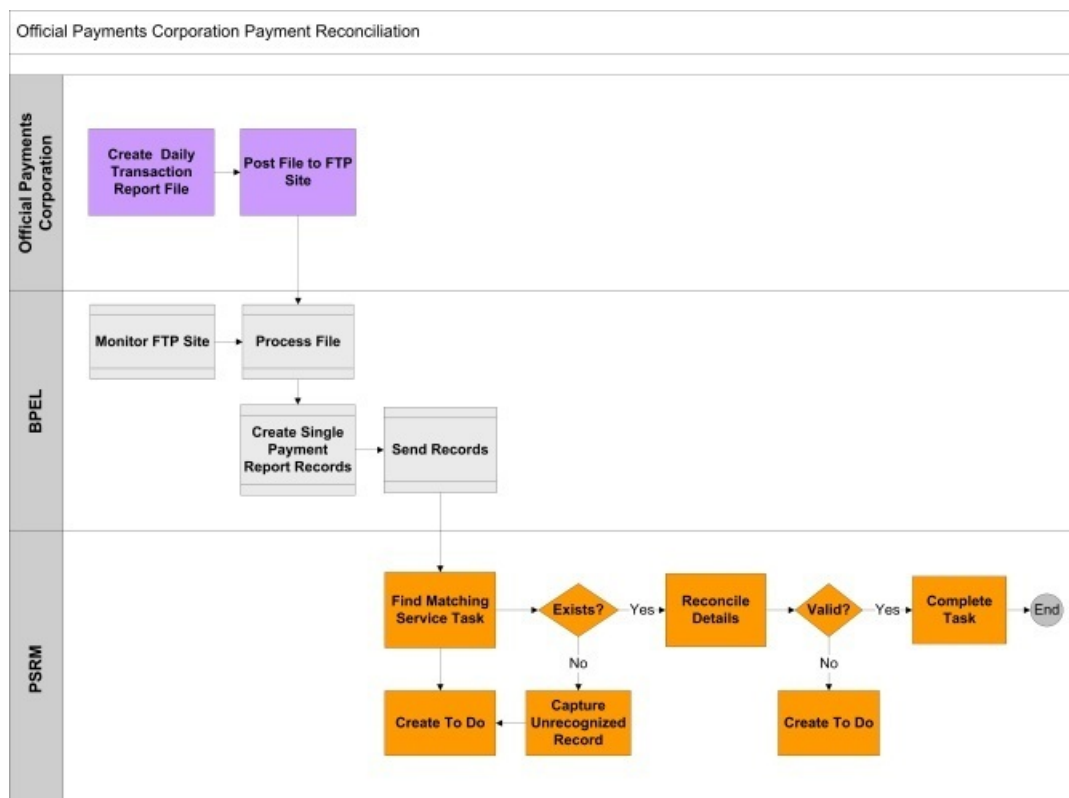 Official Payments Corporation Payment Reconciliation
Official Payments
Corporation
Create Daily
Transaction
Report File
Post File to FTP
Site
BPEL
Monitor FTP Site
Process File
Create Single
Payment
Report Records
Send Records
PSRM
Find Matching
Service Task
Exists?
Yes
Reconcile
Details
Valid?
Yes
Complete
Task
End
No
No
Create To Do
Capture
Unrecognized
Record
Create To Do